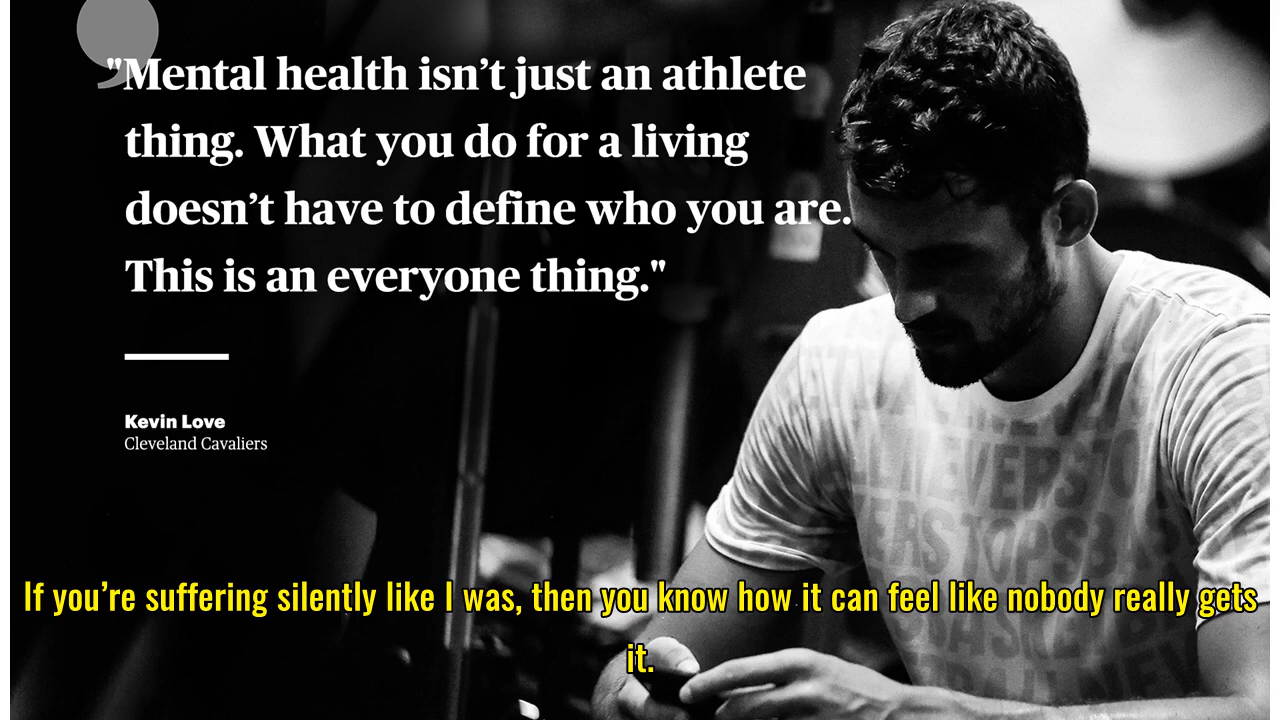 "Mental health isn’t just an athlete
thing. What you do for a living
doesn’t have to define who you are.
This is an everyone thing."
Kevin Love
Cleveland Cavaliers
If you’re suffering silently like I was, then you know how it can feel like nobody really gets
it.